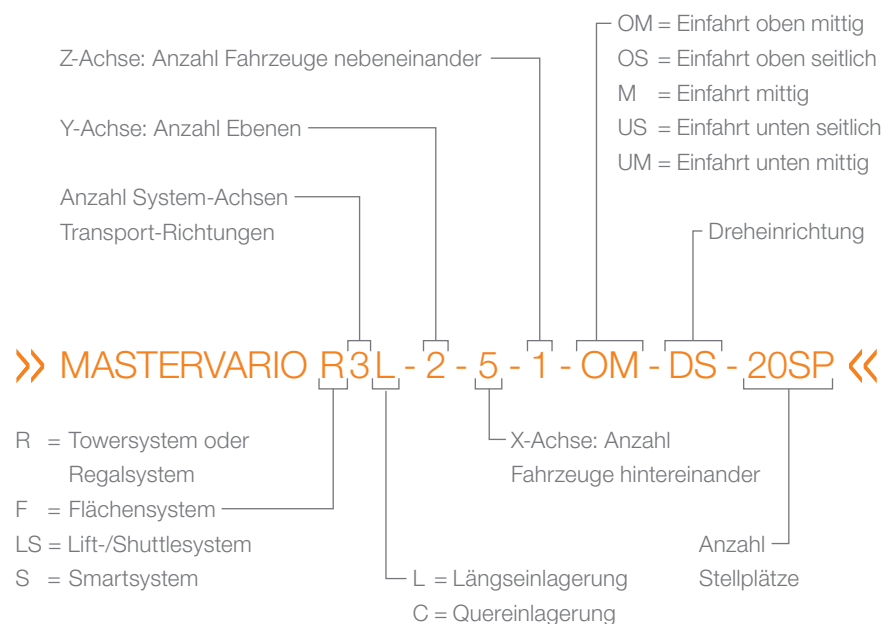 OM = Einfahrt oben mittig
OS = Einfahrt oben seitlich
M = Einfahrt mittig
US = Einfahrt unten seitlich
UM = Einfahrt unten mittig
Z-Achse: Anzahl Fahrzeuge nebeneinander
Y-Achse: Anzahl Ebenen
Anzahl System-Achsen
Transport-Richtungen
Dreheinrichtung
» MASTERVARIO R3L - 2 - 5 - 1 - OM - DS - 20SP «
R = Towersystem oder
Regalsystem
F = Flächensystem
LS = Lift-/Shuttlesystem
S = Smartsystem
X-Achse: Anzahl
Fahrzeuge hintereinander
L = Längseinlagerung
C = Quereinlagerung
Anzahl
Stellplätze